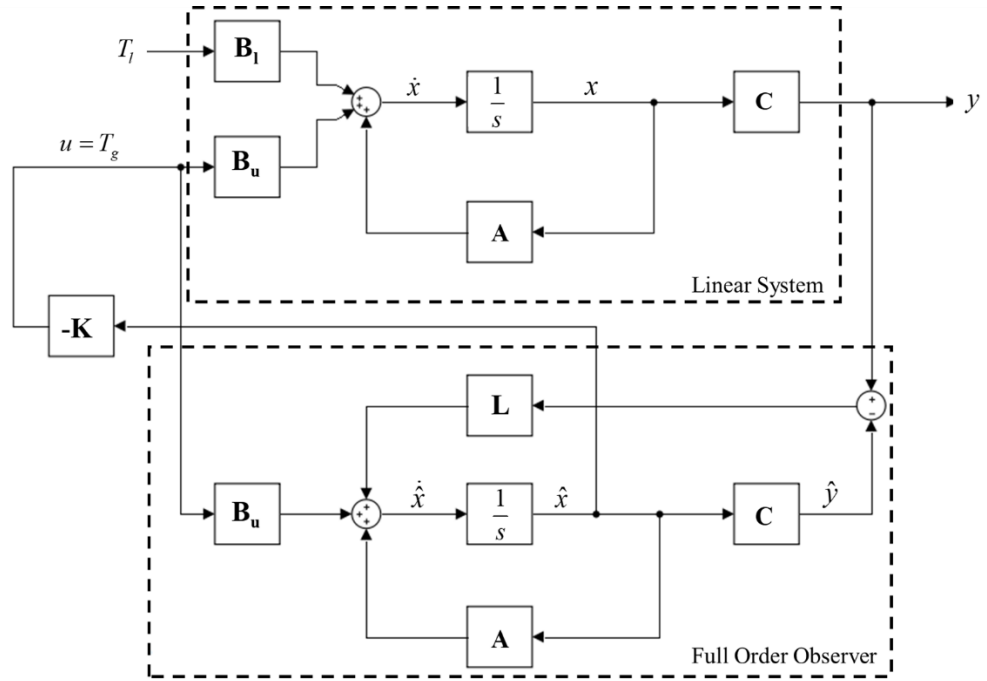 T_l
B_l
ẋ
1/s
x
C
y
u = T_g
B_u
A
Linear System
-K
L
+
−
B_u
x̂̇
1/s
x̂
C
ŷ
A
Full Order Observer